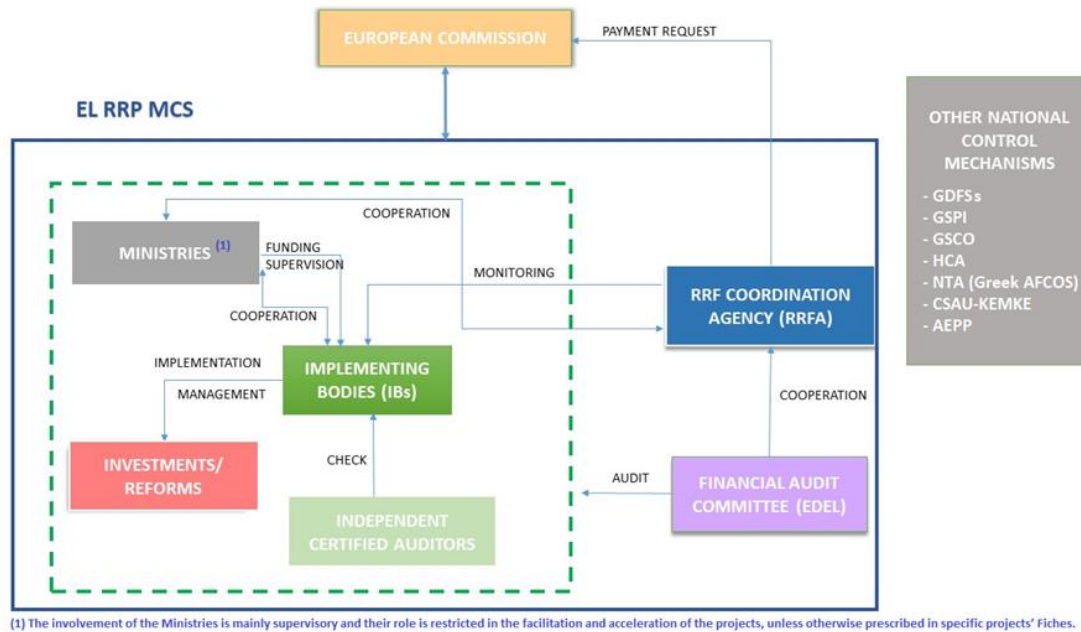 EUROPEAN COMMISSION
PAYMENT REQUEST
EL RRP MCS
OTHER NATIONAL
CONTROL
MECHANISMS
- GDFSs
- GSPI
- GSCO
- HCA
- NTA (Greek AFCOS)
- CSAU-KEMKE
- AEPP
COOPERATION
MINISTRIES (1)
FUNDING
SUPERVISION
MONITORING
RRF COORDINATION
AGENCY (RRFA)
COOPERATION
IMPLEMENTATION
MANAGEMENT
IMPLEMENTING
BODIES (IBs)
COOPERATION
INVESTMENTS/
REFORMS
CHECK
AUDIT
FINANCIAL AUDIT
COMMITTEE (EDEL)
INDEPENDENT
CERTIFIED AUDITORS
(1) The involvement of the Ministries is mainly supervisory and their role is restricted in the facilitation and acceleration of the projects, unless otherwise prescribed in specific projects' Fiches.